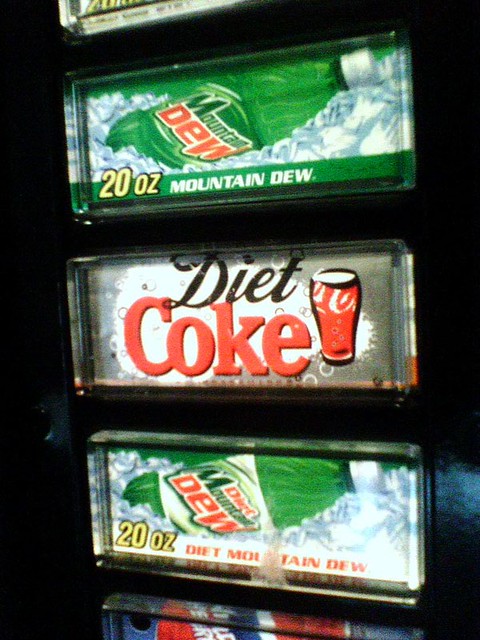 Mountain
Dew
20 OZ MOUNTAIN DEW
Diet
Coke
Diet
Mountain
Dew
20 OZ DIET MOUNTAIN DEW